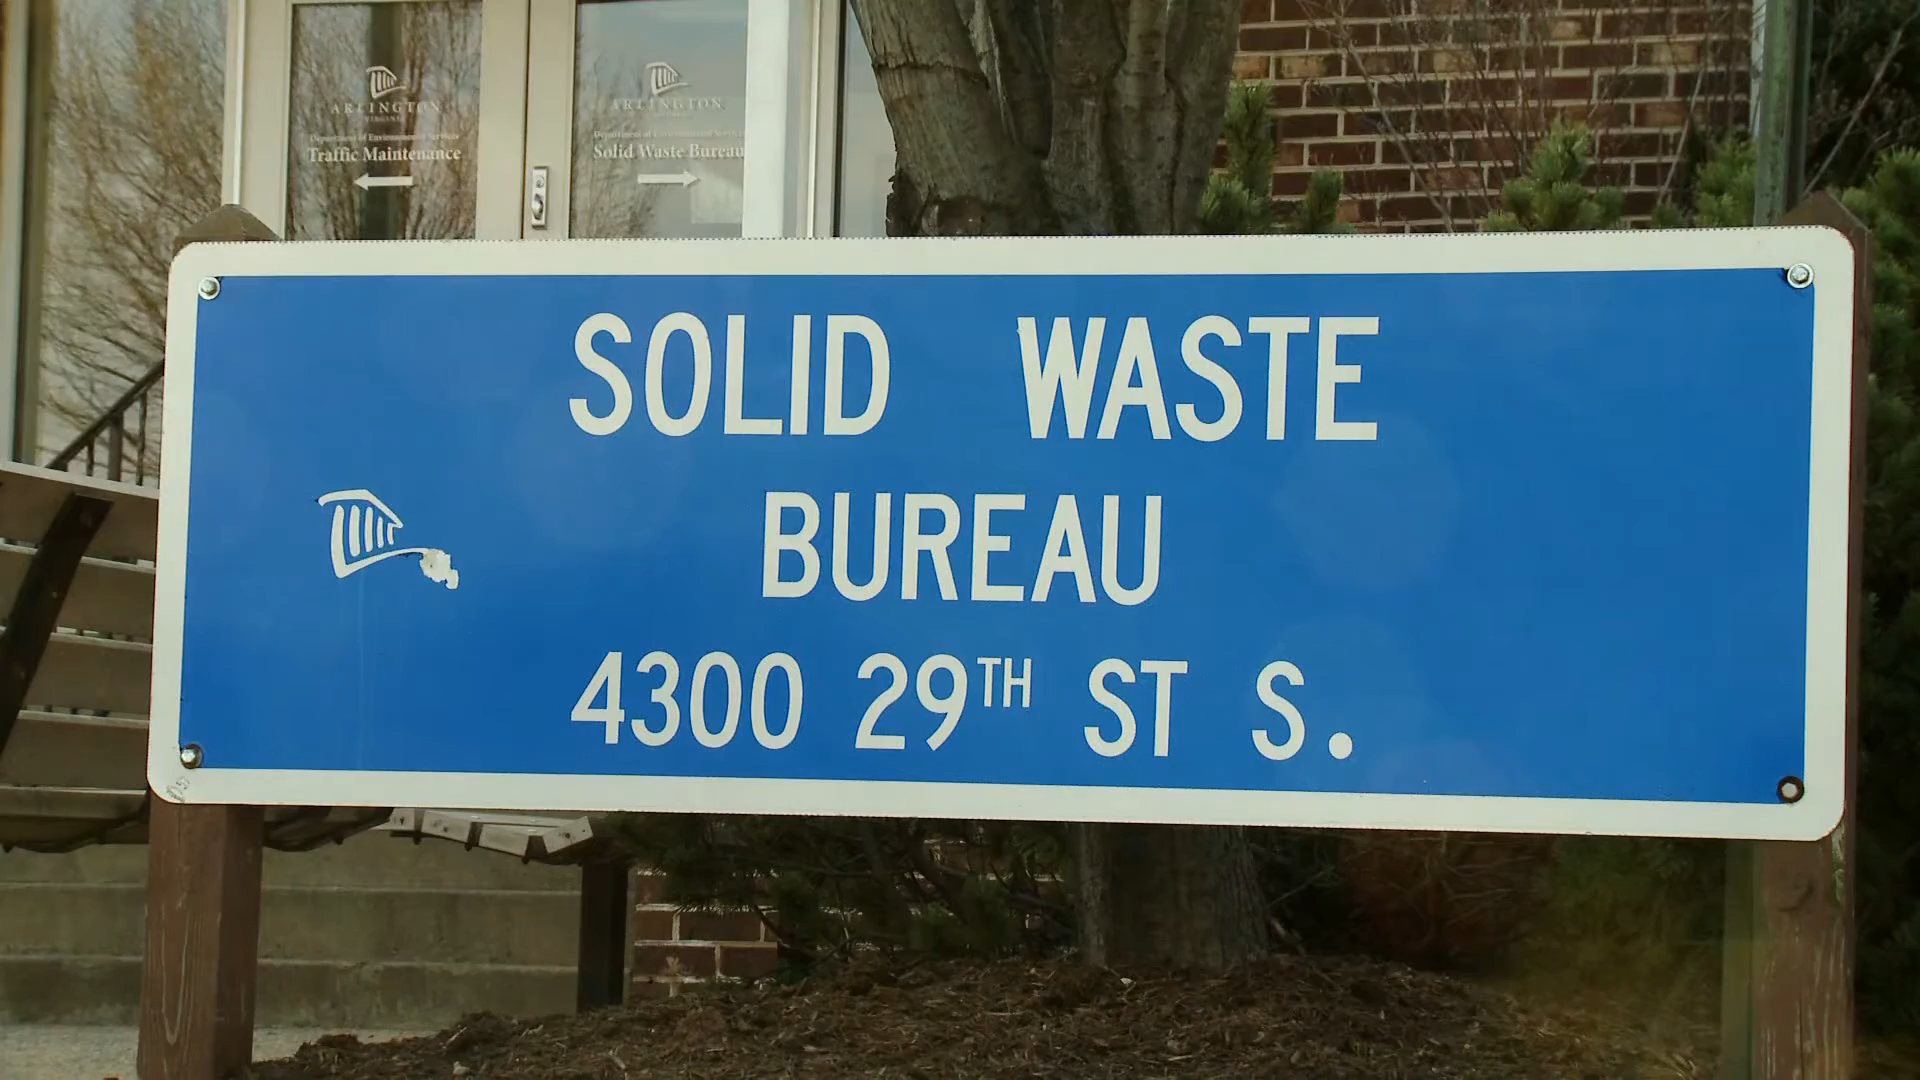 ARLINGTON
VIRGINIA
Department of Environmental Services
Traffic Maintenance
ARLINGTON
Department of Environmental Services
Solid Waste Bureau
SOLID WASTE
BUREAU
4300 29TH ST S.